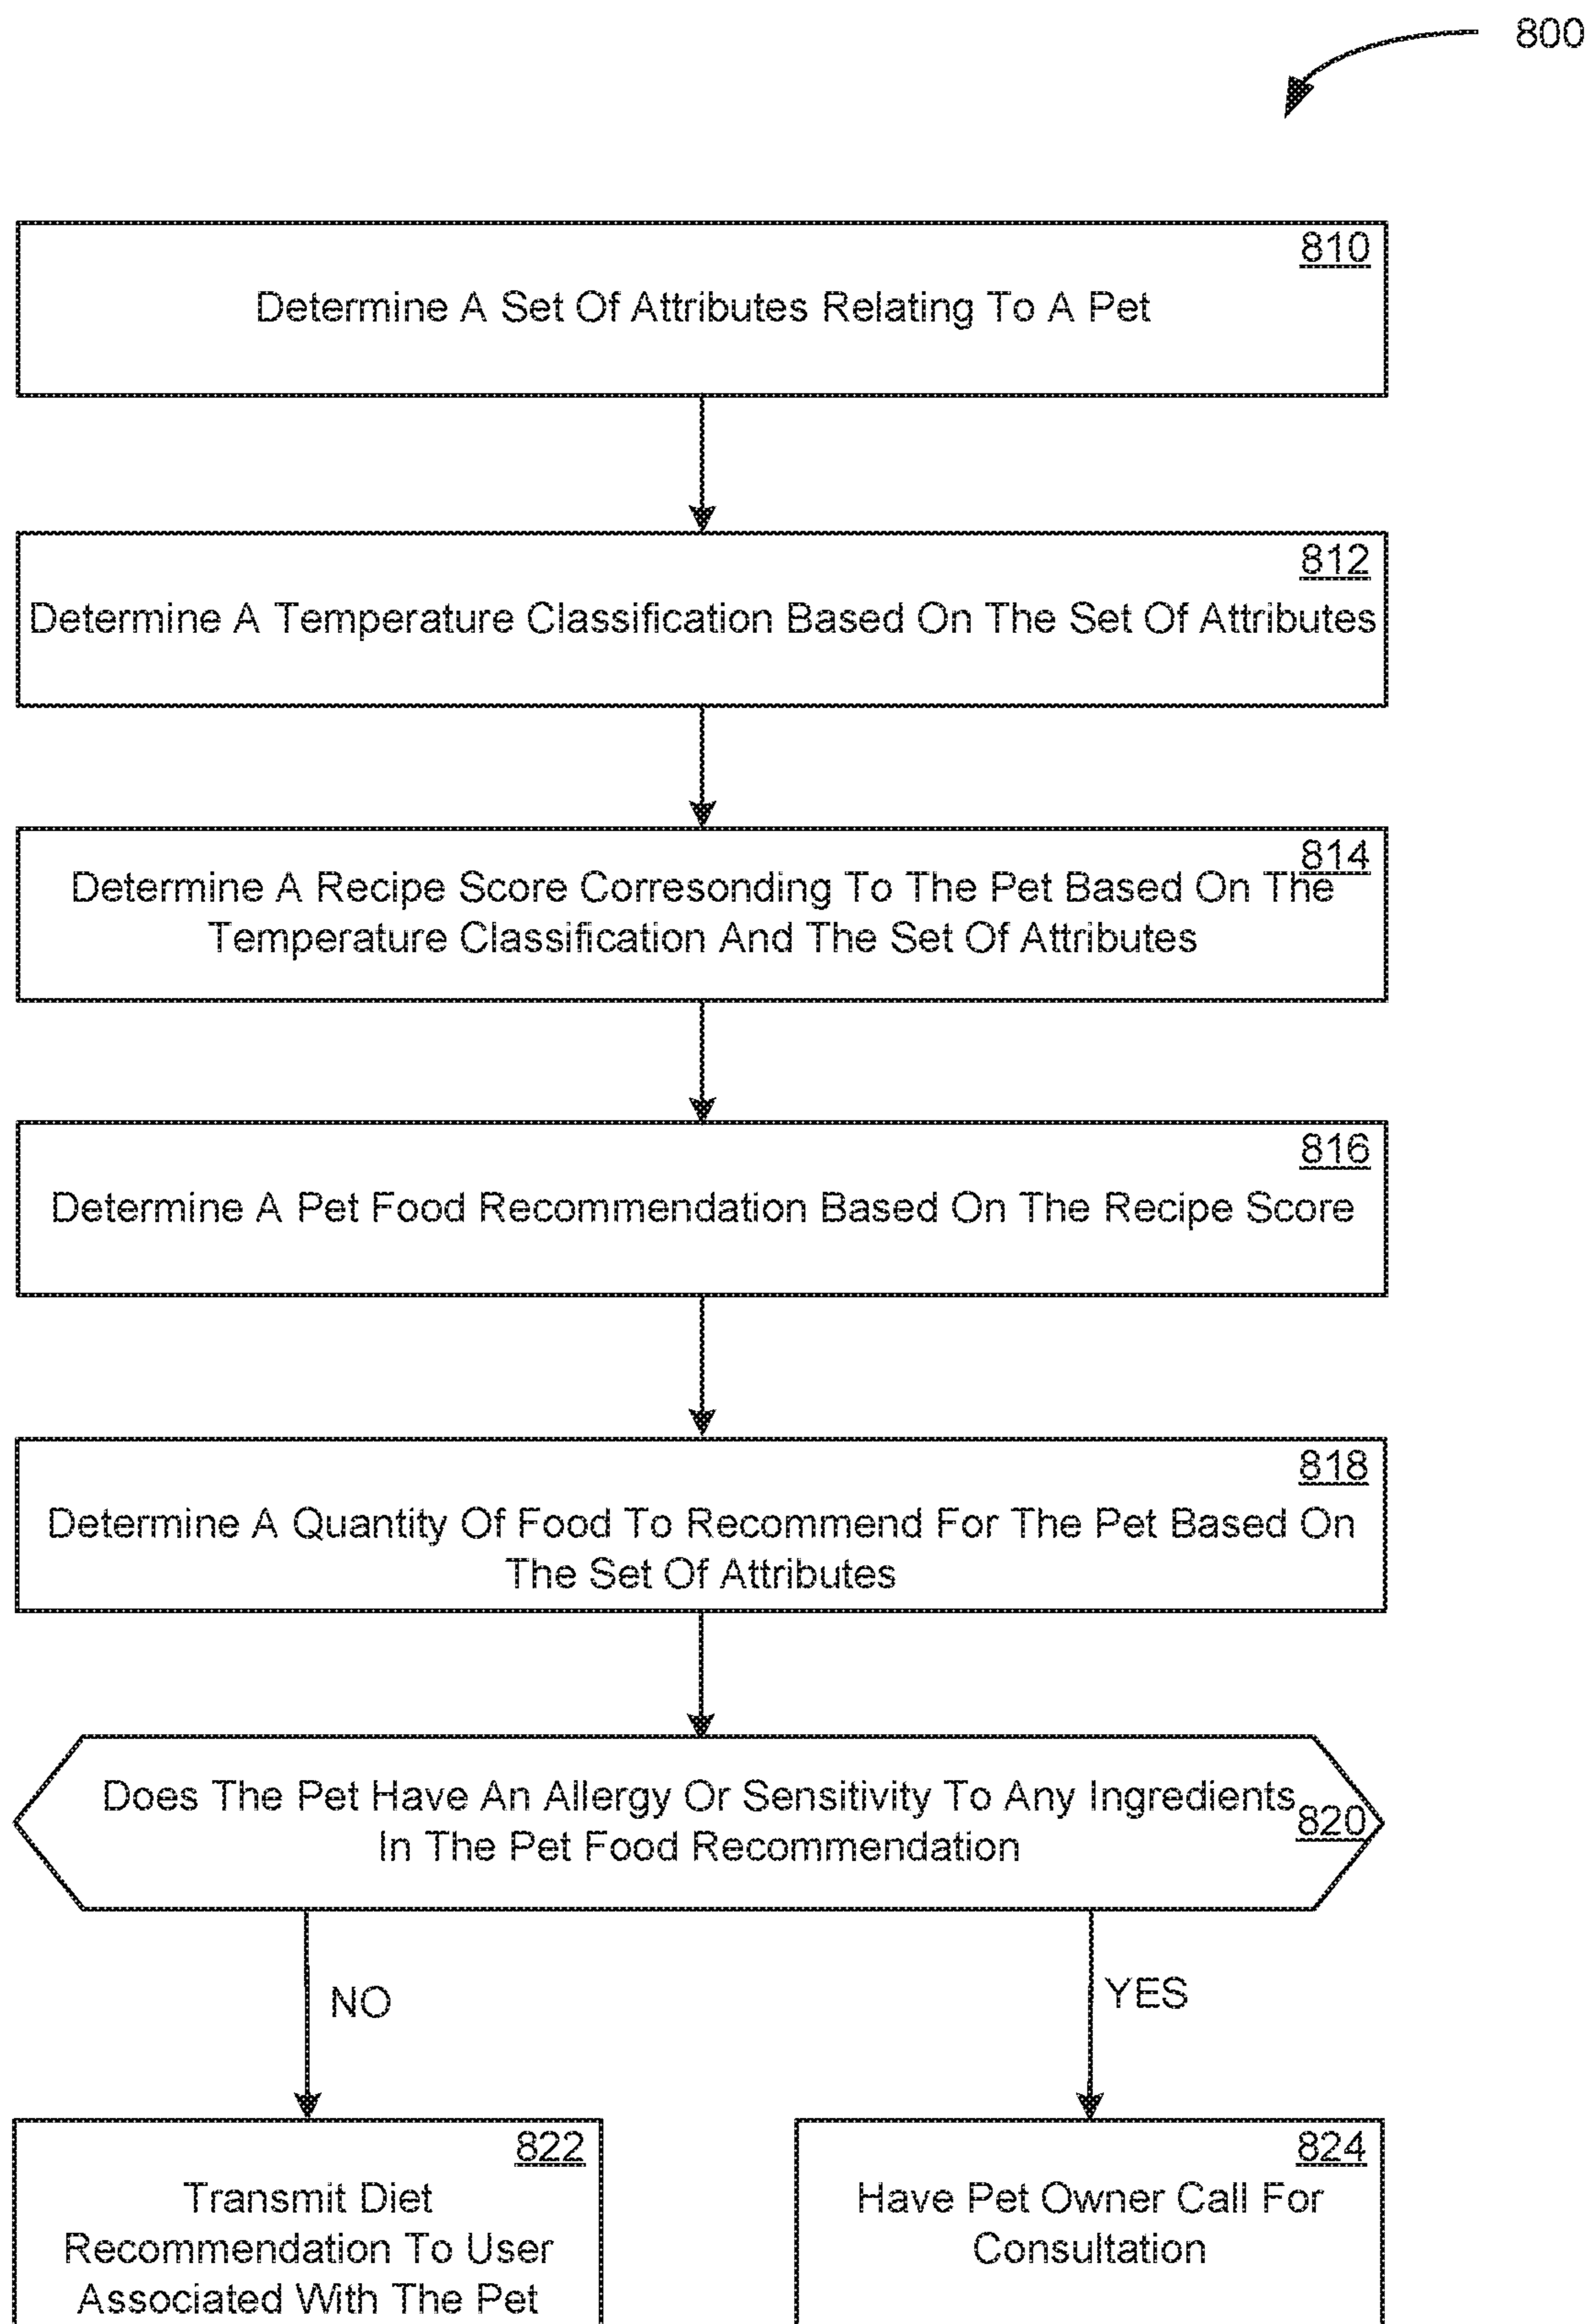 800
810
Determine A Set Of Attributes Relating To A Pet
812
Determine A Temperature Classification Based On The Set Of Attributes
814
Determine A Recipe Score Corresonding To The Pet Based On The
Temperature Classification And The Set Of Attributes
816
Determine A Pet Food Recommendation Based On The Recipe Score
818
Determine A Quantity Of Food To Recommend For The Pet Based On
The Set Of Attributes
Does The Pet Have An Allergy Or Sensitivity To Any Ingredients
820
In The Pet Food Recommendation
NO
YES
822
Transmit Diet
Recommendation To User
Associated With The Pet
824
Have Pet Owner Call For
Consultation